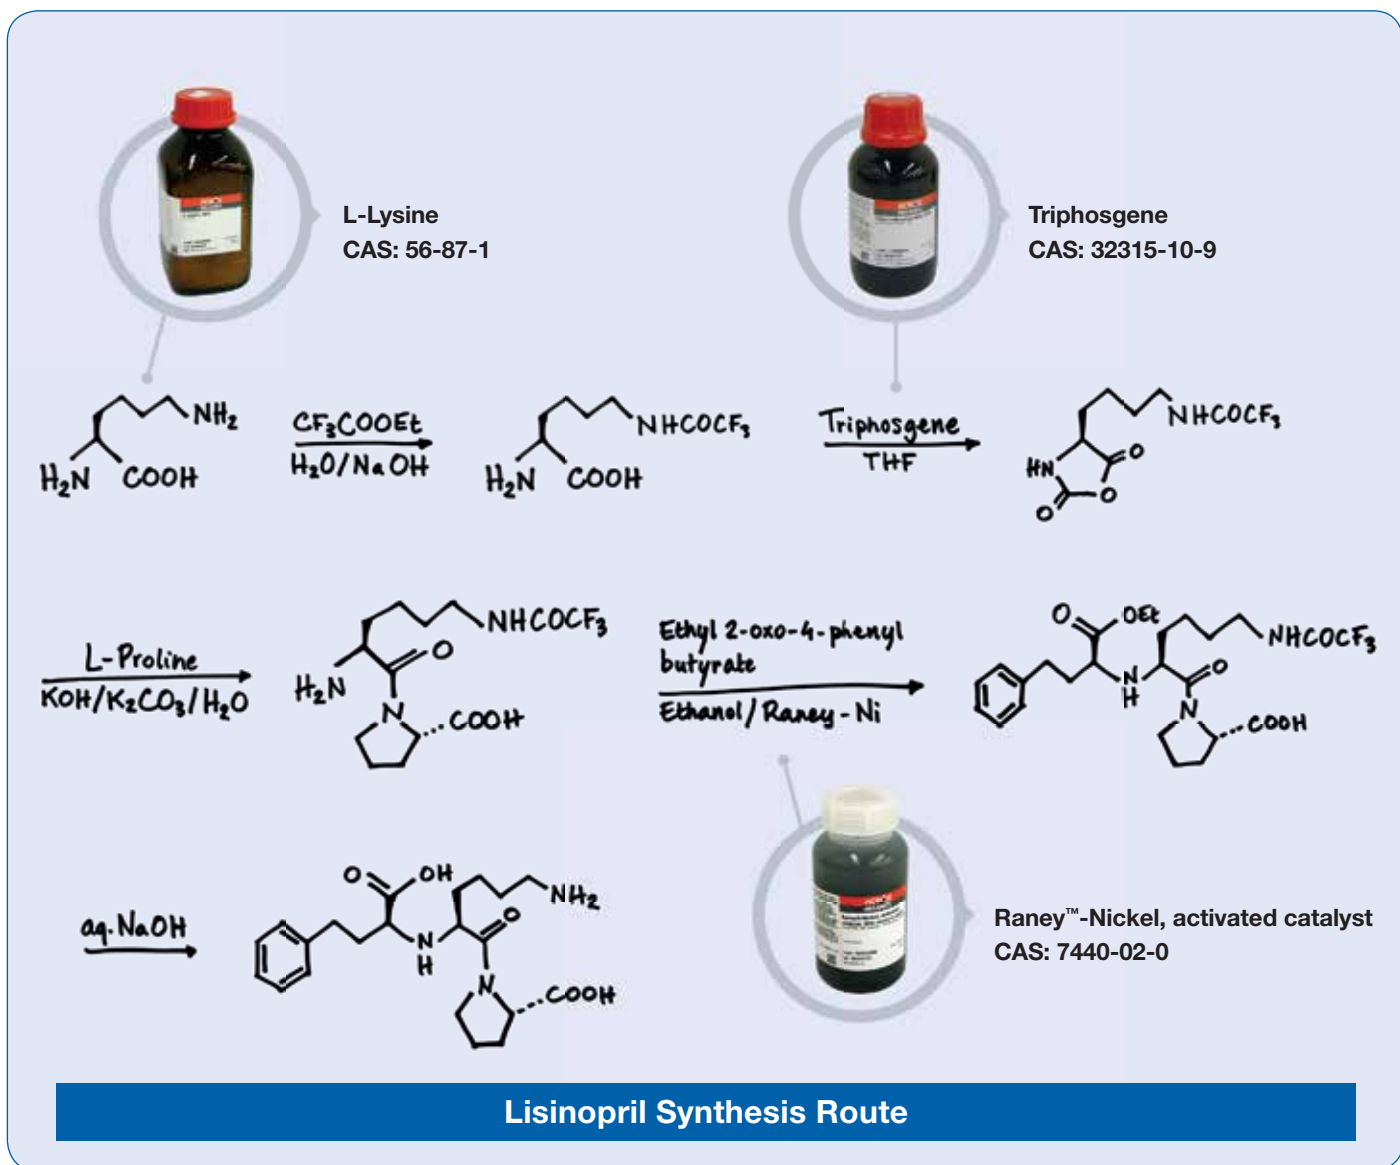 L-Lysine
CAS: 56-87-1
Triphosgene
CAS: 32315-10-9
NH₂
H₂N
COOH
CF₃COOEt
H₂O/NaOH
NHCOCF₃
H₂N
COOH
Triphosgene
THF
NHCOCF₃
HN
O
O
O
L-Proline
KOH/K₂CO₃/H₂O
NHCOCF₃
O
H₂N
N
COOH
Ethyl 2-oxo-4-phenyl
butyrate
Ethanol/Raney-Ni
O
OEt
NHCOCF₃
N
H
O
N
COOH
aq.NaOH
O
OH
NH₂
N
H
O
N
COOH
Raney™-Nickel, activated catalyst
CAS: 7440-02-0
Lisinopril Synthesis Route